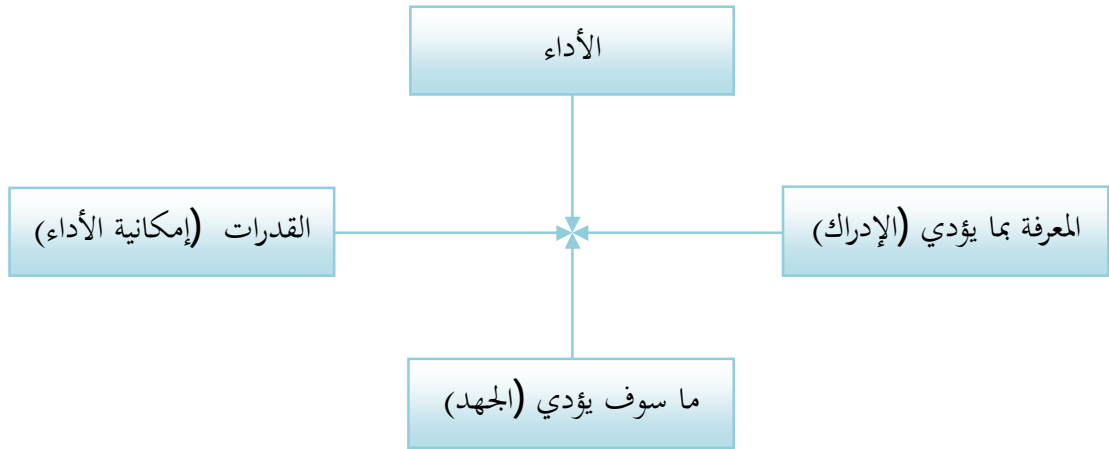 الأداء
المعرفة بما يؤدي (الإدراك)
القدرات (إمكانية الأداء)
ما سوف يؤدي (الجهد)